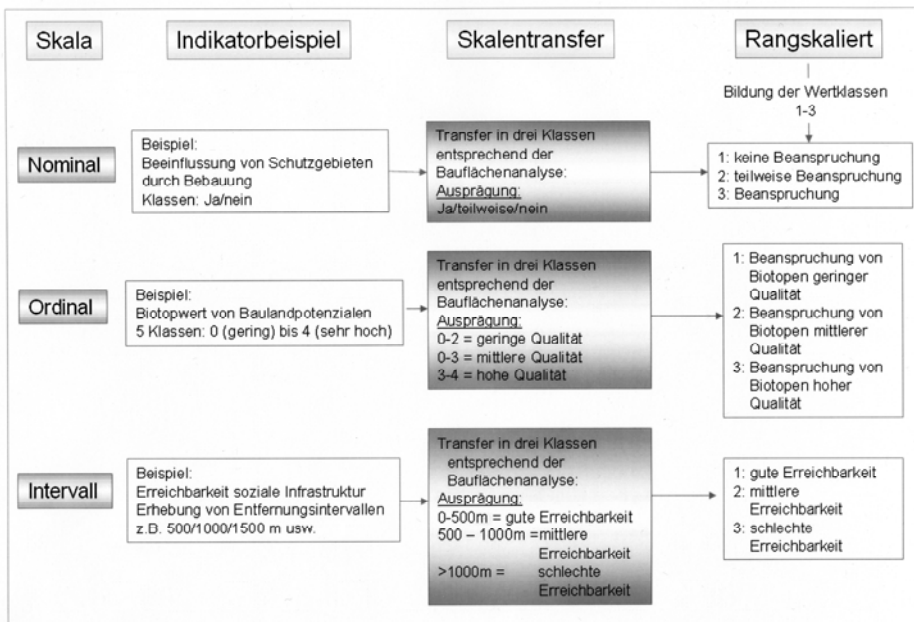 Skala
Indikatorbeispiel
Skalentransfer
Rangskaliert
Bildung der Wertklassen
1-3
Nominal
Beispiel:
Beeinflussung von Schutzgebieten
durch Bebauung
Klassen: Ja/nein
Transfer in drei Klassen
entsprechend der
Bauflächenanalyse:
Ausprägung:
Ja/teilweise/nein
1: keine Beanspruchung
2: teilweise Beanspruchung
3: Beanspruchung
Ordinal
Beispiel:
Biotopwert von Baulandpotenzialen
5 Klassen: 0 (gering) bis 4 (sehr hoch)
Transfer in drei Klassen
entsprechend der
Bauflächenanalyse:
Ausprägung:
0-2 = geringe Qualität
0-3 = mittlere Qualität
3-4 = hohe Qualität
1: Beanspruchung von
Biotopen geringer
Qualität
2: Beanspruchung von
Biotopen mittlerer
Qualität
3: Beanspruchung von
Biotopen hoher
Qualität
Intervall
Beispiel:
Erreichbarkeit soziale Infrastruktur
Erhebung von Entfernungsintervallen
z.B. 500/1000/1500 m usw.
Transfer in drei Klassen
entsprechend der
Bauflächenanalyse:
Ausprägung:
0-500m = gute Erreichbarkeit
500 – 1000m =mittlere
Erreichbarkeit
>1000m = schlechte
Erreichbarkeit
1: gute Erreichbarkeit
2: mittlere
Erreichbarkeit
3: schlechte
Erreichbarkeit